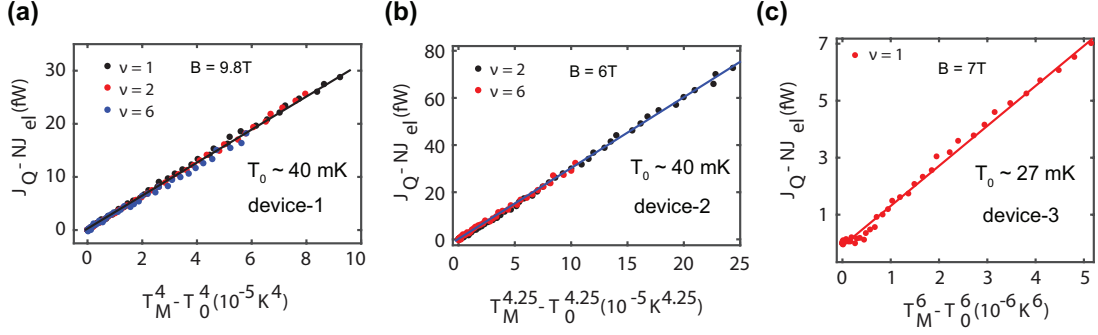 (a)
J_Q - NJ_el(fW)
30
20
10
0
ν = 1
ν = 2
ν = 6
B = 9.8T
T_0 ~ 40 mK
device-1
0 2 4 6 8 10
T_M^4 - T_0^4 (10^-5 K^4)
(b)
J_Q - NJ_el(fW)
80
60
40
20
0
ν = 2
ν = 6
B = 6T
T_0 ~ 40 mK
device-2
0 5 10 15 20 25
T_M^4.25 - T_0^4.25 (10^-5 K^4.25)
(c)
J_Q - NJ_el(fW)
7
5
3
1
ν = 1
B = 7T
T_0 ~ 27 mK
device-3
0 1 2 3 4 5
T_M^6 - T_0^6 (10^-6 K^6)